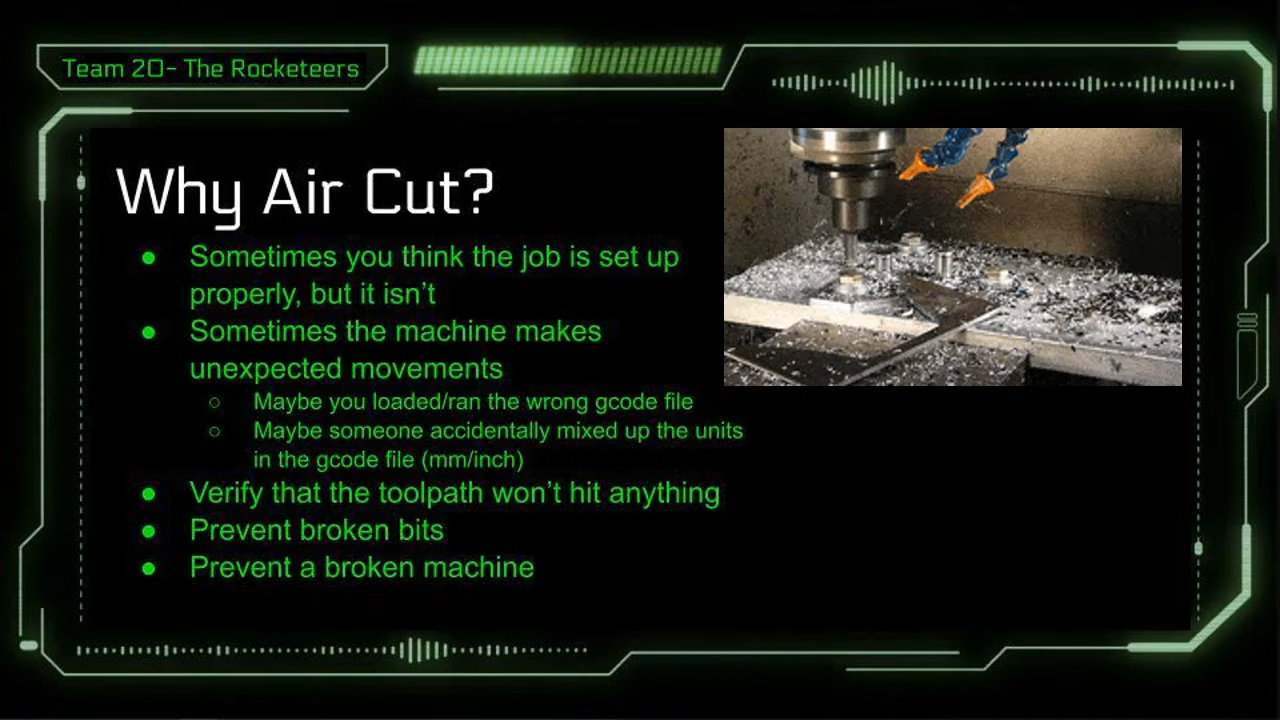 Team 20- The Rocketeers
Why Air Cut?
● Sometimes you think the job is set up
properly, but it isn’t
● Sometimes the machine makes
unexpected movements
○ Maybe you loaded/ran the wrong gcode file
○ Maybe someone accidentally mixed up the units
in the gcode file (mm/inch)
● Verify that the toolpath won’t hit anything
● Prevent broken bits
● Prevent a broken machine